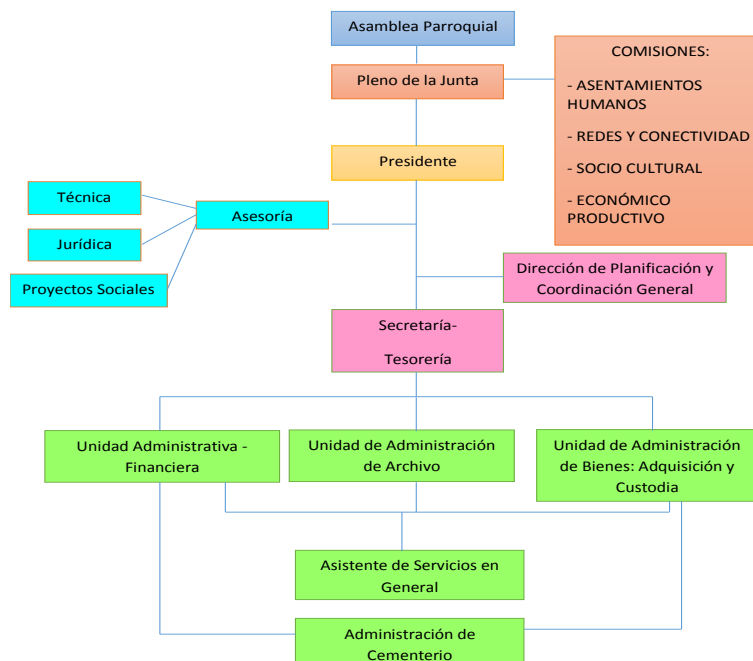 Asamblea Parroquial
Pleno de la Junta
COMISIONES:
- ASENTAMIENTOS
HUMANOS
- REDES Y CONECTIVIDAD
- SOCIO CULTURAL
- ECONÓMICO
PRODUCTIVO
Presidente
Técnica
Asesoría
Jurídica
Proyectos Sociales
Dirección de Planificación y
Coordinación General
Secretaría-
Tesorería
Unidad Administrativa -
Financiera
Unidad de Administración
de Archivo
Unidad de Administración
de Bienes: Adquisición y
Custodia
Asistente de Servicios en
General
Administración de
Cementerio